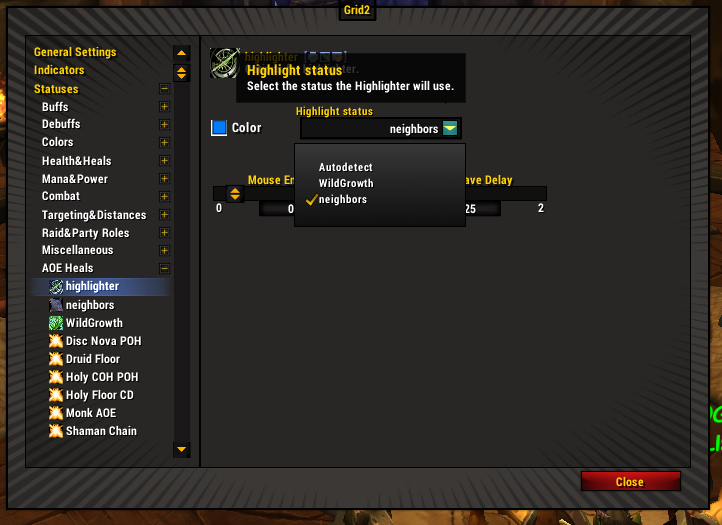 Grid2
General Settings
Indicators
Statuses
Buffs
Debuffs
Colors
Health&Heals
Mana&Power
Combat
Targeting&Distances
Raid&Party Roles
Miscellaneous
AOE Heals
highlighter
neighbors
WildGrowth
Disc Nova POH
Druid Floor
Holy COH POH
Holy Floor CD
Monk AOE
Shaman Chain
highlighter
Highlight status
Select the status the Highlighter will use.
Highlight status
Color
neighbors
Autodetect
WildGrowth
neighbors
Mouse En
ave Delay
0
0
25
2
Close